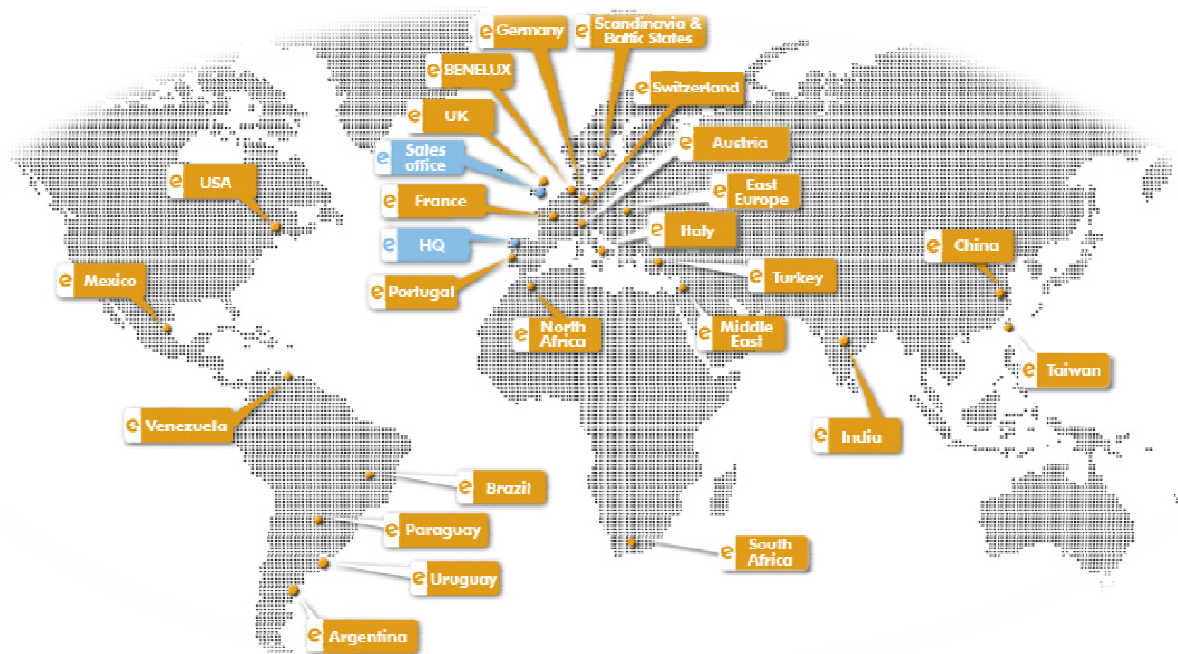 e Germany
e Scandinavia &
Baltic States
e BENELUX
e Switzerland
e UK
e Austria
e Sales
office
e USA
e East
Europe
e France
e Italy
e HQ
e China
e Mexico
e Turkey
e Portugal
e North
Africa
e Middle
East
e Taiwan
e Venezuela
e India
e Brazil
e Paraguay
e South
Africa
e Uruguay
e Argentina